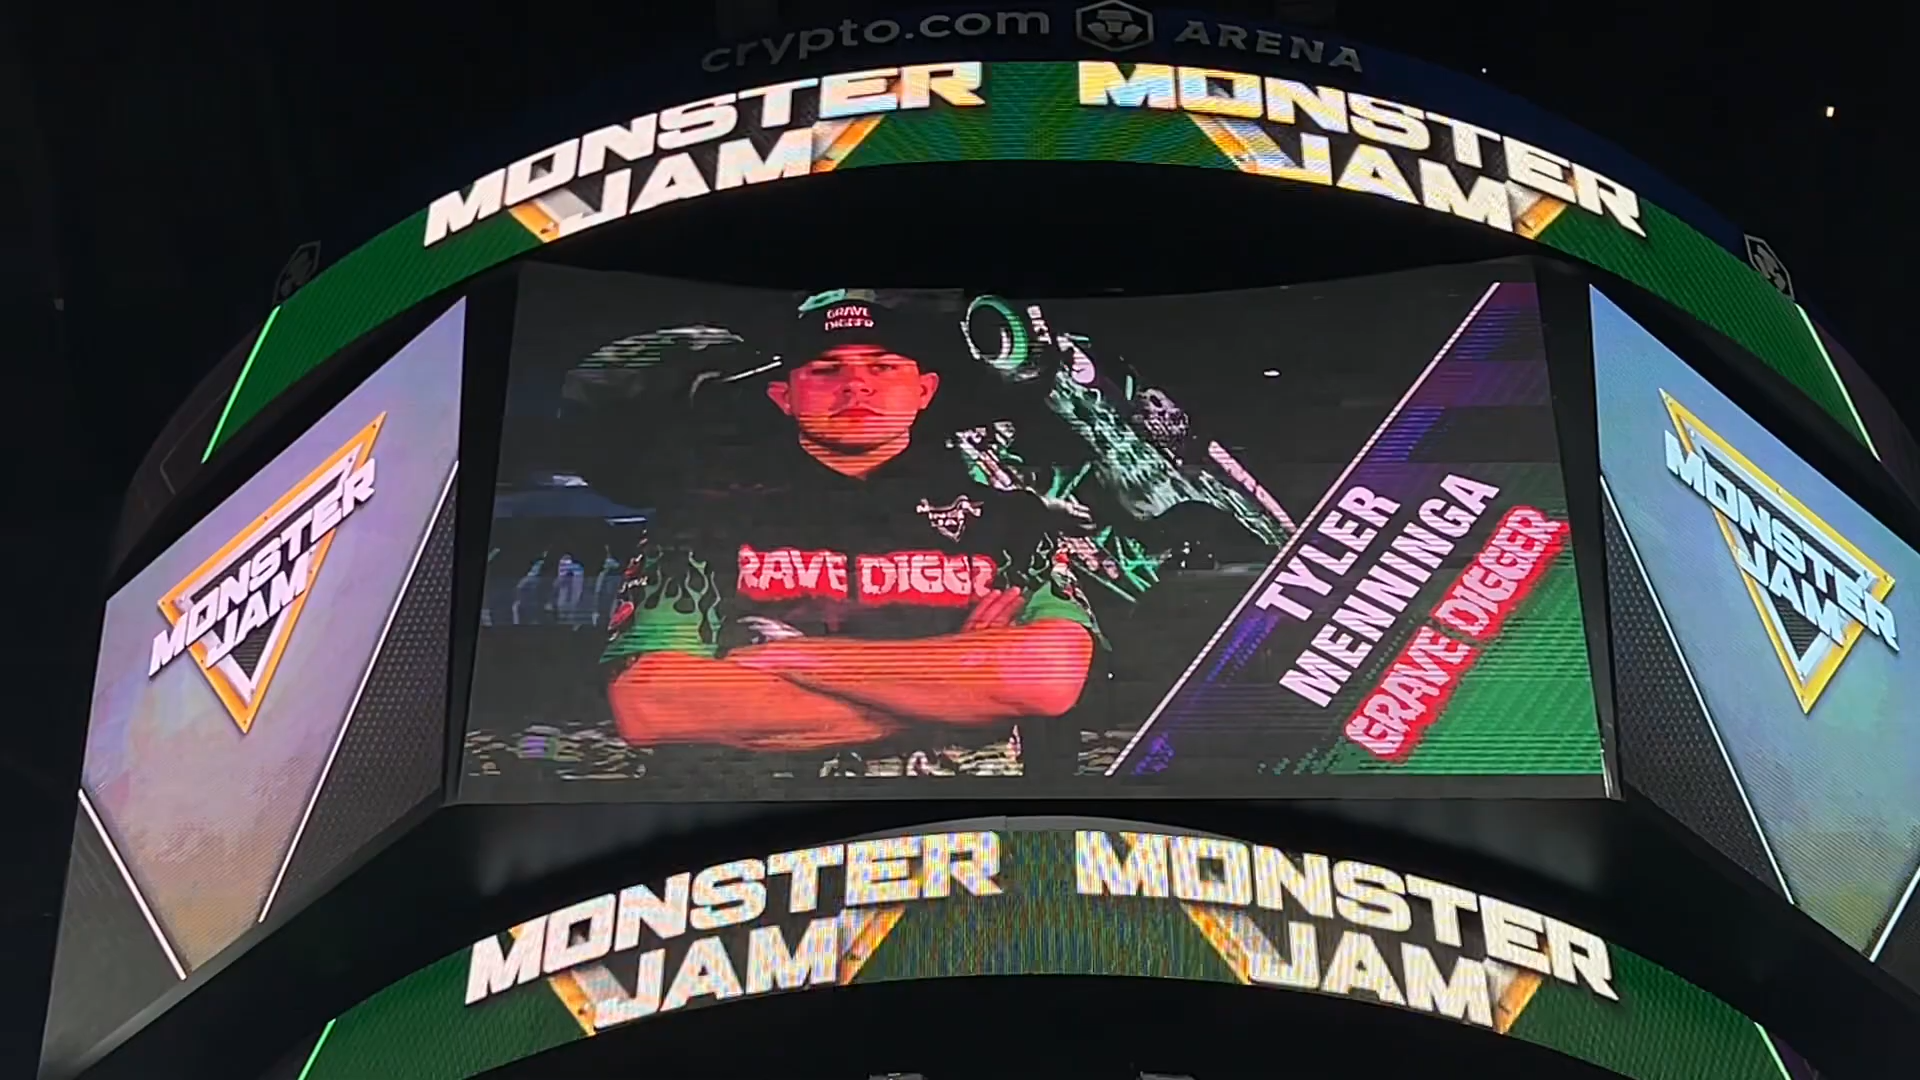 crypto.com ARENA
MONSTER JAM
MONSTER JAM
MONSTER JAM
GRAVE DIGGER
RAVE DIGGE
TYLER
MENNINGA
GRAVE DIGGER
MONSTER JAM
MONSTER JAM
MONSTER JAM